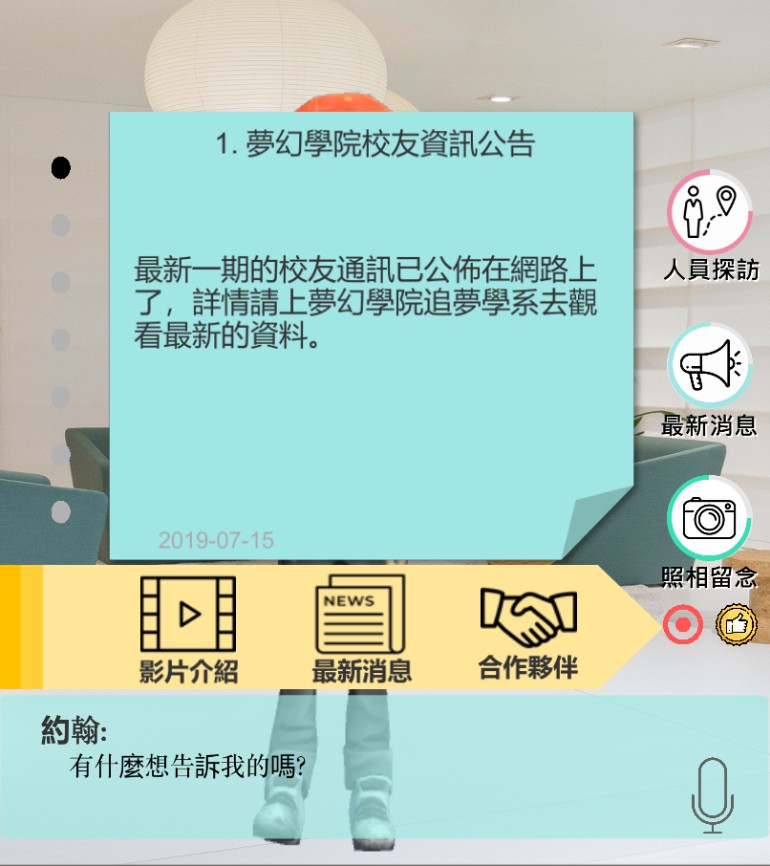 1. 夢幻學院校友資訊公告
最新一期的校友通訊已公佈在網路上
了，詳情請上夢幻學院追夢學系去觀
看最新的資料。
2019-07-15
人員探訪
最新消息
照相留念
NEWS
影片介紹
最新消息
合作夥伴
約翰:
有什麼想告訴我的嗎?